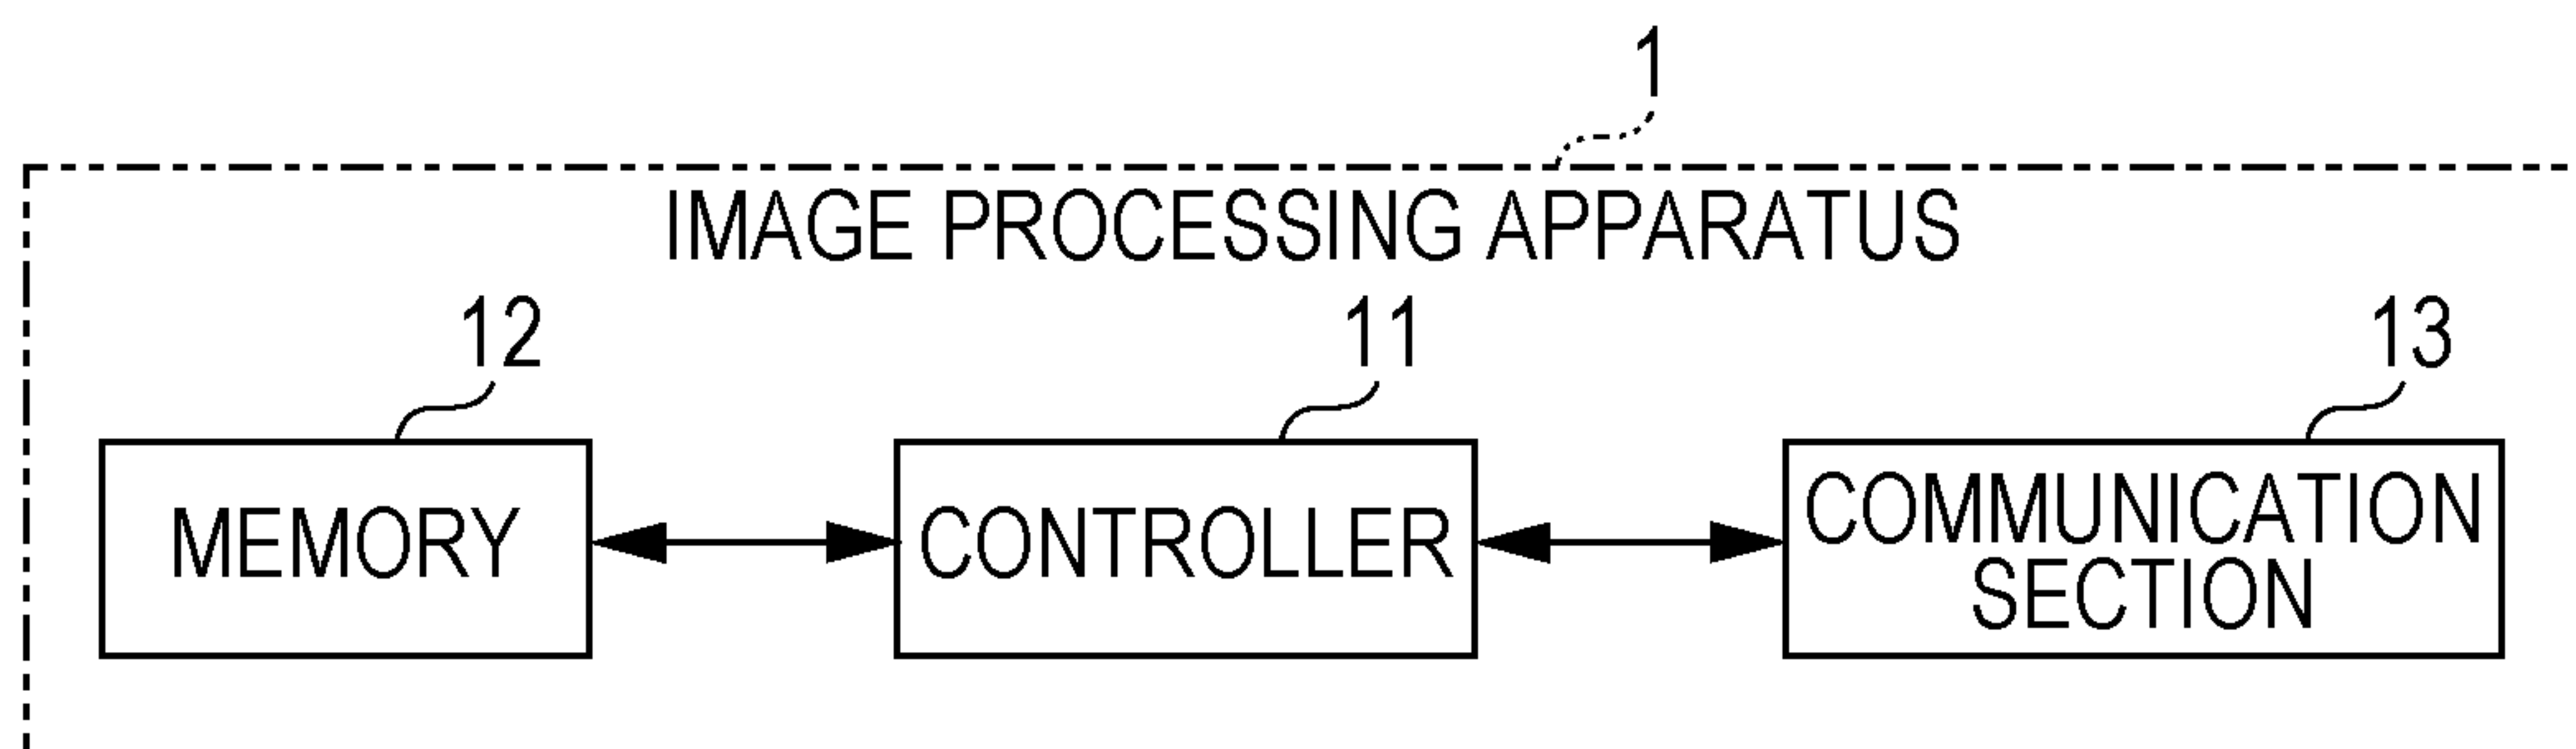 1
IMAGE PROCESSING APPARATUS
12
11
13
MEMORY
CONTROLLER
COMMUNICATION
SECTION